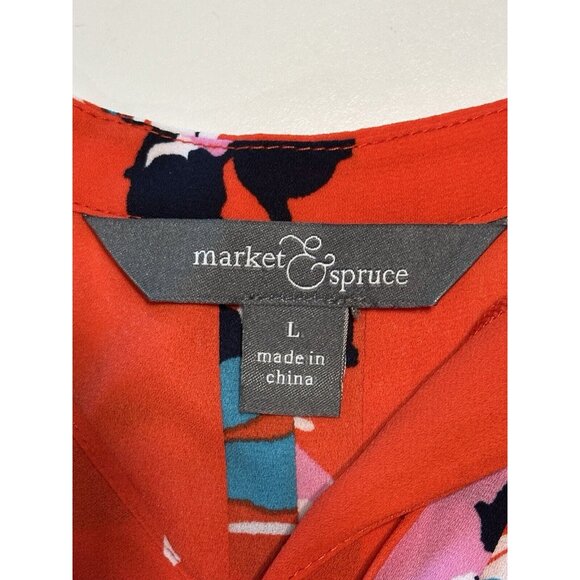 market & spruce
L
made in
china